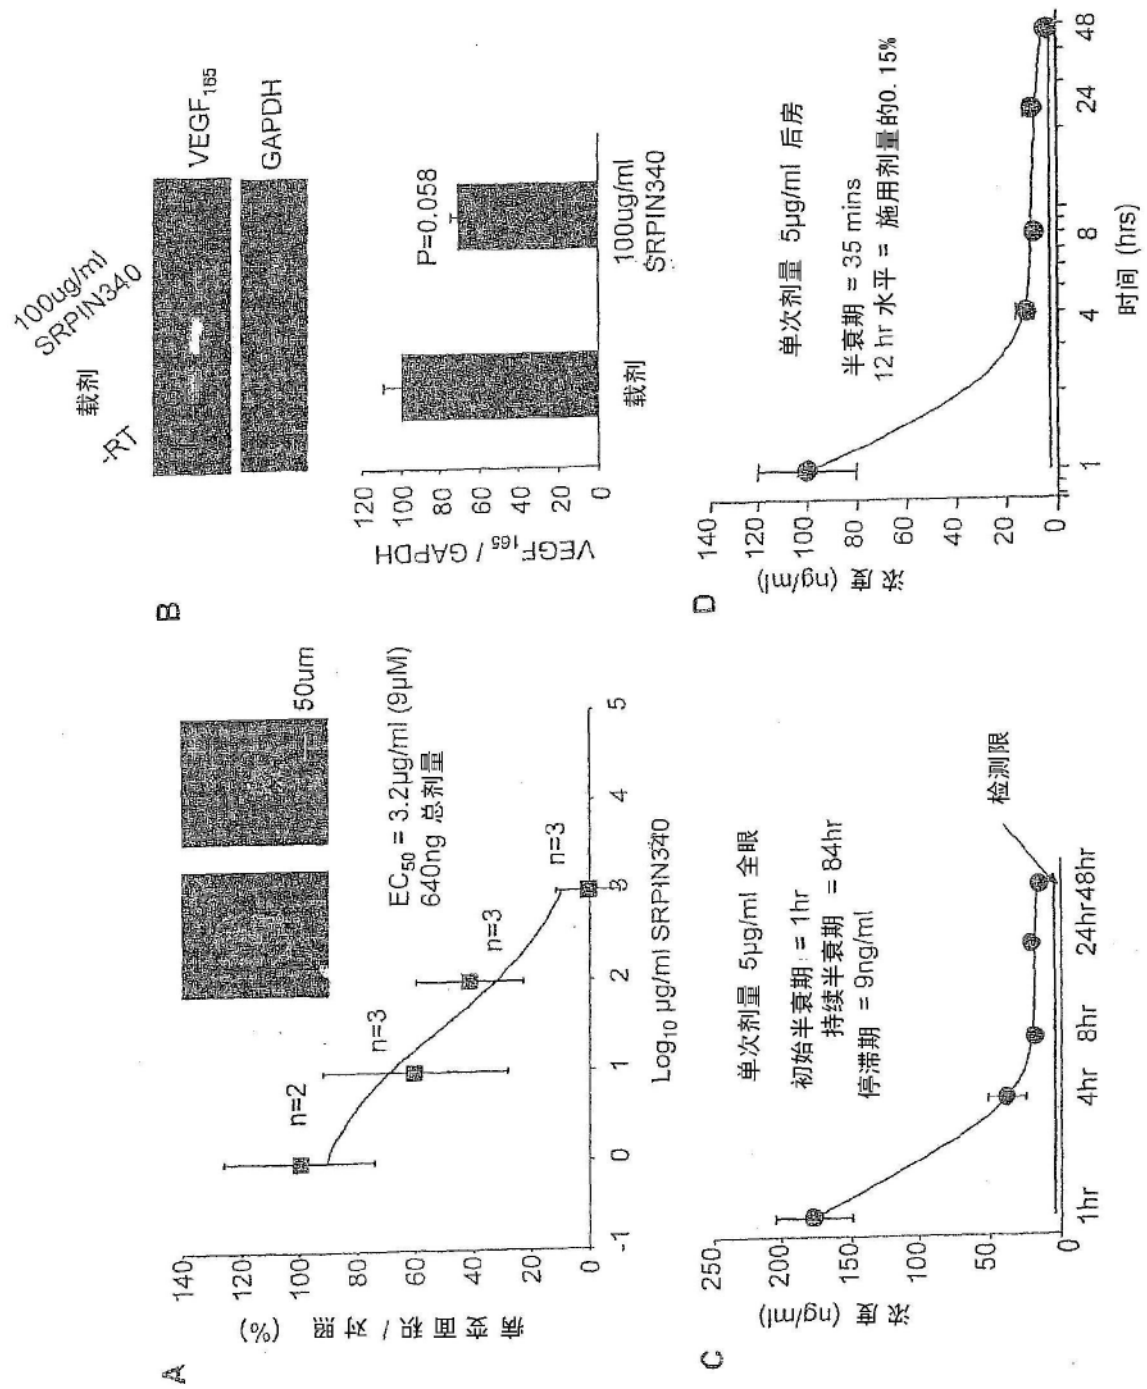 A
病变面积 / 对照 (%)
140
120
100
80
60
40
20
0
-1
0
1
2
3
4
5
n=2
n=3
n=3
n=3
50um
EC₅₀ = 3.2μg/ml (9μM)
640ng 总剂量
Log₁₀ μg/ml SRPIN340
B
-RT
载剂
100ug/ml
SRPIN340
VEGF₁₆₅
GAPDH
VEGF₁₆₅ / GAPDH
120
100
80
60
40
20
0
P=0.058
载剂
100ug/ml
SRPIN340
C
浓度 (ng/ml)
250
200
150
100
50
0
单次剂量 5μg/ml 全眼
初始半衰期: = 1hr
持续半衰期 = 84hr
停滞期 = 9ng/ml
检测限
1hr
4hr
8hr
24hr
48hr
D
浓度 (ng/ml)
140
120
100
80
60
40
20
0
单次剂量 5μg/ml 后房
半衰期 = 35 mins
12 hr 水平 = 施用剂量的0.15%
1
4
8
24
48
时间 (hrs)